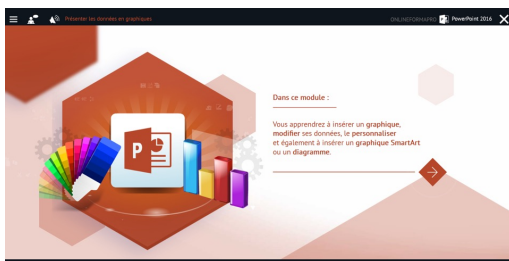 Présenter les données en graphiques
ONLINEFORMAPRO PowerPoint 2016
P
Dans ce module :
Vous apprendrez à insérer un graphique,
modifier ses données, le personnaliser
et également à insérer un graphique SmartArt
ou un diagramme.